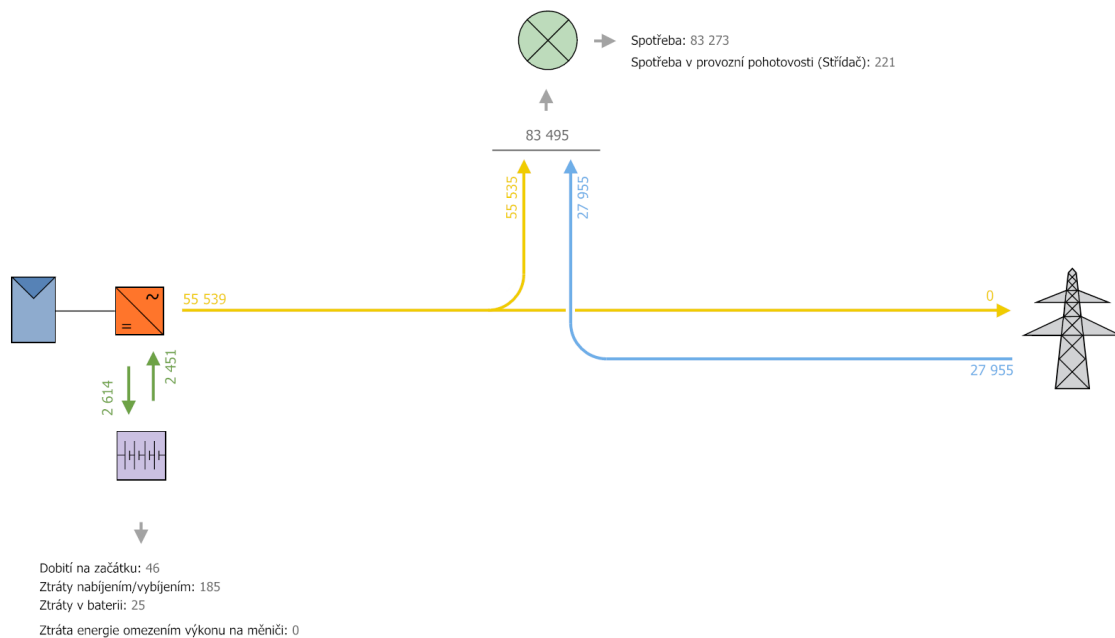 Spotřeba: 83 273
Spotřeba v provozní pohotovosti (Střídač): 221
83 495
55 535
27 955
55 539
0
27 955
2 614
2 451
Dobití na začátku: 46
Ztráty nabíjením/vybíjením: 185
Ztráty v baterii: 25
Ztráta energie omezením výkonu na měniči: 0